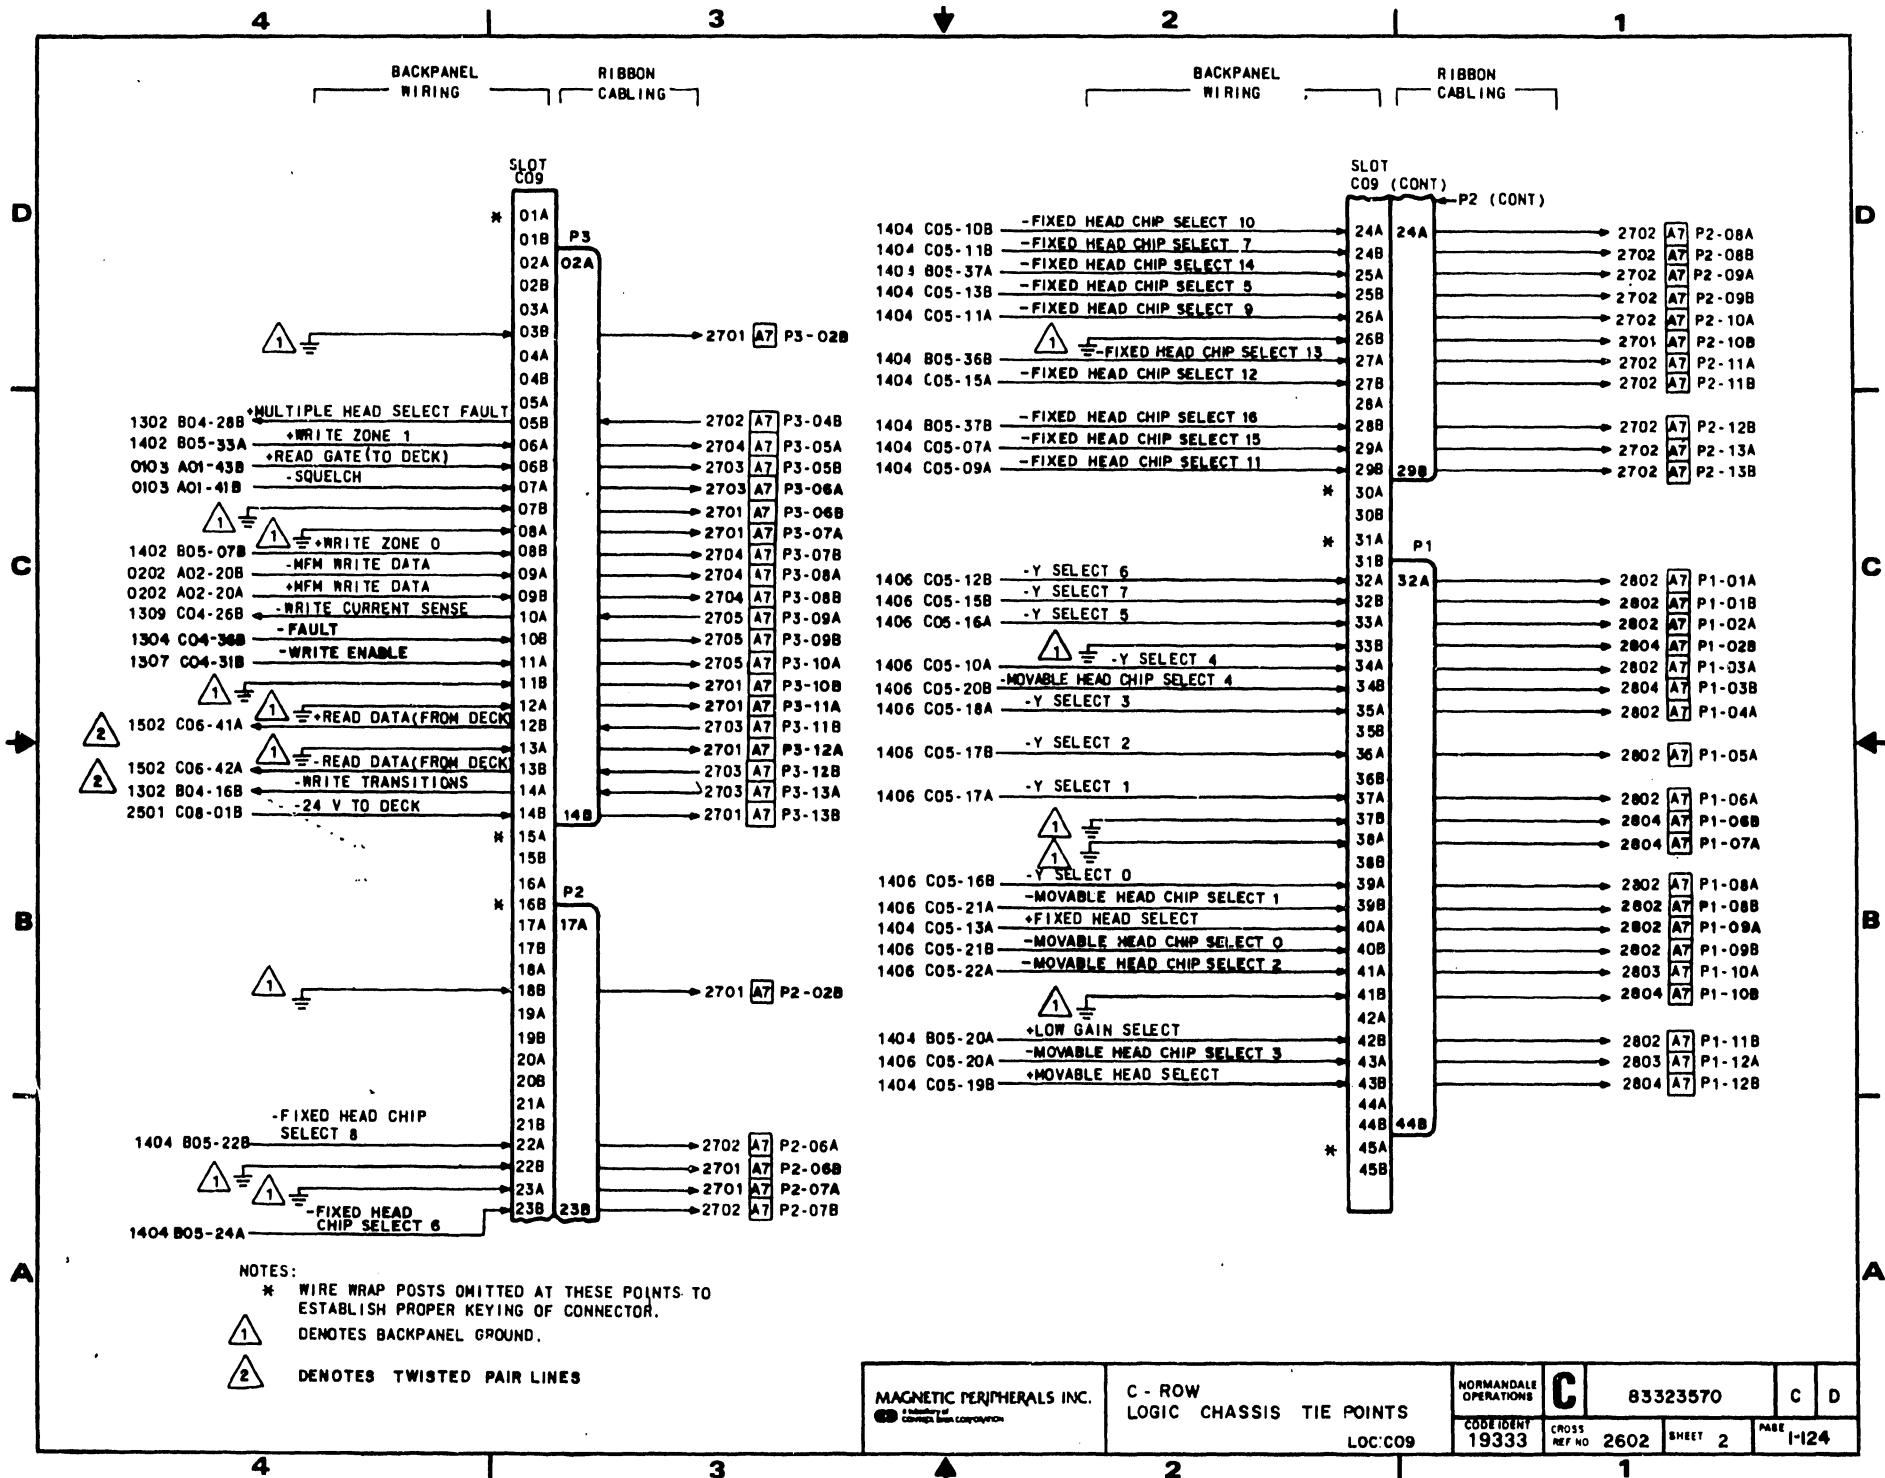 4 3 2 1
BACKPANEL WIRING RIBBON CABLING BACKPANEL WIRING RIBBON CABLING
D D
SLOT
C09
* 01A
01B P3
02A 02A
02B
03A
1 03B 2701 A7 P3-02B
04A
04B
05A
1302 B04-28B +MULTIPLE HEAD SELECT FAULT 05B 2702 A7 P3-04B
1402 B05-33A +WRITE ZONE 1 06A 2704 A7 P3-05A
0103 A01-43B +READ GATE(TO DECK) 06B 2703 A7 P3-05B
0103 A01-41B -SQUELCH 07A 2703 A7 P3-06A
1 07B 2701 A7 P3-06B
1 08A 2701 A7 P3-07A
1402 B05-07B +WRITE ZONE 0 08B 2704 A7 P3-07B
0202 A02-20B -MFM WRITE DATA 09A 2704 A7 P3-08A
0202 A02-20A +MFM WRITE DATA 09B 2704 A7 P3-08B
1309 C04-26B -WRITE CURRENT SENSE 10A 2705 A7 P3-09A
1304 C04-36B -FAULT 10B 2705 A7 P3-09B
1307 C04-31B -WRITE ENABLE 11A 2705 A7 P3-10A
1 11B 2701 A7 P3-10B
1 12A 2701 A7 P3-11A
2 1502 C06-41A +READ DATA(FROM DECK) 12B 2703 A7 P3-11B
1 13A 2701 A7 P3-12A
2 1502 C06-42A -READ DATA(FROM DECK) 13B 2703 A7 P3-12B
1302 B04-16B -WRITE TRANSITIONS 14A 2703 A7 P3-13A
2501 C08-01B -24 V TO DECK 14B 14B 2701 A7 P3-13B
* 15A
15B
16A P2
* 16B
17A 17A
17B
18A
1 18B 2701 A7 P2-02B
19A
19B
20A
20B
21A
21B
1404 B05-22B -FIXED HEAD CHIP SELECT 8 22A 2702 A7 P2-06A
1 22B 2701 A7 P2-06B
1 23A 2701 A7 P2-07A
1404 B05-24A -FIXED HEAD CHIP SELECT 6 23B 23B 2702 A7 P2-07B
SLOT
C09 (CONT)
P2 (CONT)
1404 C05-10B -FIXED HEAD CHIP SELECT 10 24A 24A 2702 A7 P2-08A
1404 C05-11B -FIXED HEAD CHIP SELECT 7 24B 2702 A7 P2-08B
B05-37A -FIXED HEAD CHIP SELECT 14 25A 2702 A7 P2-09A
1404 C05-13B -FIXED HEAD CHIP SELECT 5 25B 2702 A7 P2-09B
1404 C05-11A -FIXED HEAD CHIP SELECT 9 26A 2702 A7 P2-10A
1 26B 2701 A7 P2-10B
1404 B05-36B -FIXED HEAD CHIP SELECT 13 27A 2702 A7 P2-11A
1404 C05-15A -FIXED HEAD CHIP SELECT 12 27B 2702 A7 P2-11B
28A
1404 B05-37B -FIXED HEAD CHIP SELECT 16 28B 2702 A7 P2-12B
1404 C05-07A -FIXED HEAD CHIP SELECT 15 29A 2702 A7 P2-13A
1404 C05-09A -FIXED HEAD CHIP SELECT 11 29B 29B 2702 A7 P2-13B
* 30A
30B
* 31A
31B P1
1406 C05-12B -Y SELECT 6 32A 32A 2802 A7 P1-01A
1406 C05-15B -Y SELECT 7 32B 2802 A7 P1-01B
1406 C05-16A -Y SELECT 5 33A 2802 A7 P1-02A
1 33B 2804 A7 P1-02B
1406 C05-10A -Y SELECT 4 34A 2802 A7 P1-03A
1406 C05-20B -MOVABLE HEAD CHIP SELECT 4 34B 2804 A7 P1-03B
1406 C05-18A -Y SELECT 3 35A 2802 A7 P1-04A
35B
1406 C05-17B -Y SELECT 2 36A 2802 A7 P1-05A
36B
1406 C05-17A -Y SELECT 1 37A 2802 A7 P1-06A
1 37B 2804 A7 P1-06B
1 38A 2804 A7 P1-07A
38B
1406 C05-16B -Y SELECT 0 39A 2802 A7 P1-08A
1406 C05-21A -MOVABLE HEAD CHIP SELECT 1 39B 2802 A7 P1-08B
1404 C05-13A +FIXED HEAD SELECT 40A 2802 A7 P1-09A
1406 C05-21B -MOVABLE HEAD CHIP SELECT 0 40B 2802 A7 P1-09B
1406 C05-22A -MOVABLE HEAD CHIP SELECT 2 41A 2803 A7 P1-10A
1 41B 2804 A7 P1-10B
42A
1404 B05-20A +LOW GAIN SELECT 42B 2802 A7 P1-11B
1406 C05-20A -MOVABLE HEAD CHIP SELECT 3 43A 2803 A7 P1-12A
1404 C05-19B +MOVABLE HEAD SELECT 43B 2804 A7 P1-12B
44A
44B 44B
* 45A
45B
C C
B B
A A
NOTES:
* WIRE WRAP POSTS OMITTED AT THESE POINTS TO
ESTABLISH PROPER KEYING OF CONNECTOR.
1 DENOTES BACKPANEL GROUND.
2 DENOTES TWISTED PAIR LINES
MAGNETIC PERIPHERALS INC.
a subsidiary of
CONTROL DATA CORPORATION
C - ROW
LOGIC CHASSIS TIE POINTS
LOC:C09
NORMANDALE
OPERATIONS
C 83323570 C D
CODE IDENT
19333
CROSS
REF NO 2602 SHEET 2 PAGE 1-124
4 3 2 1